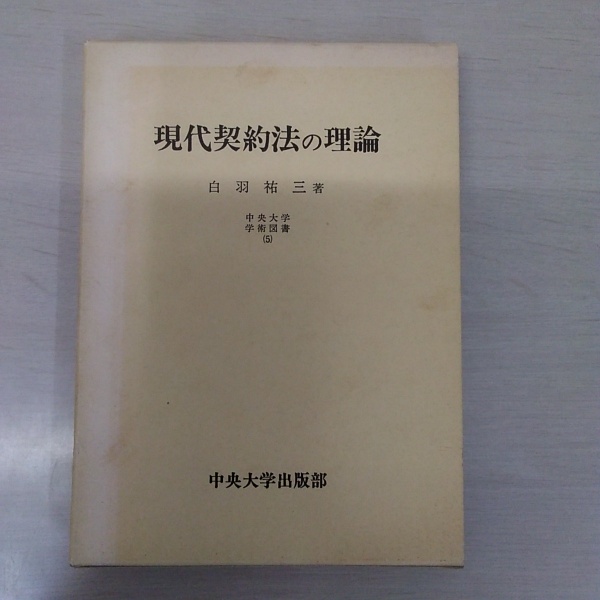 現代契約法の理論
白羽祐三著
中央大学
学術図書
(5)
中央大学出版部